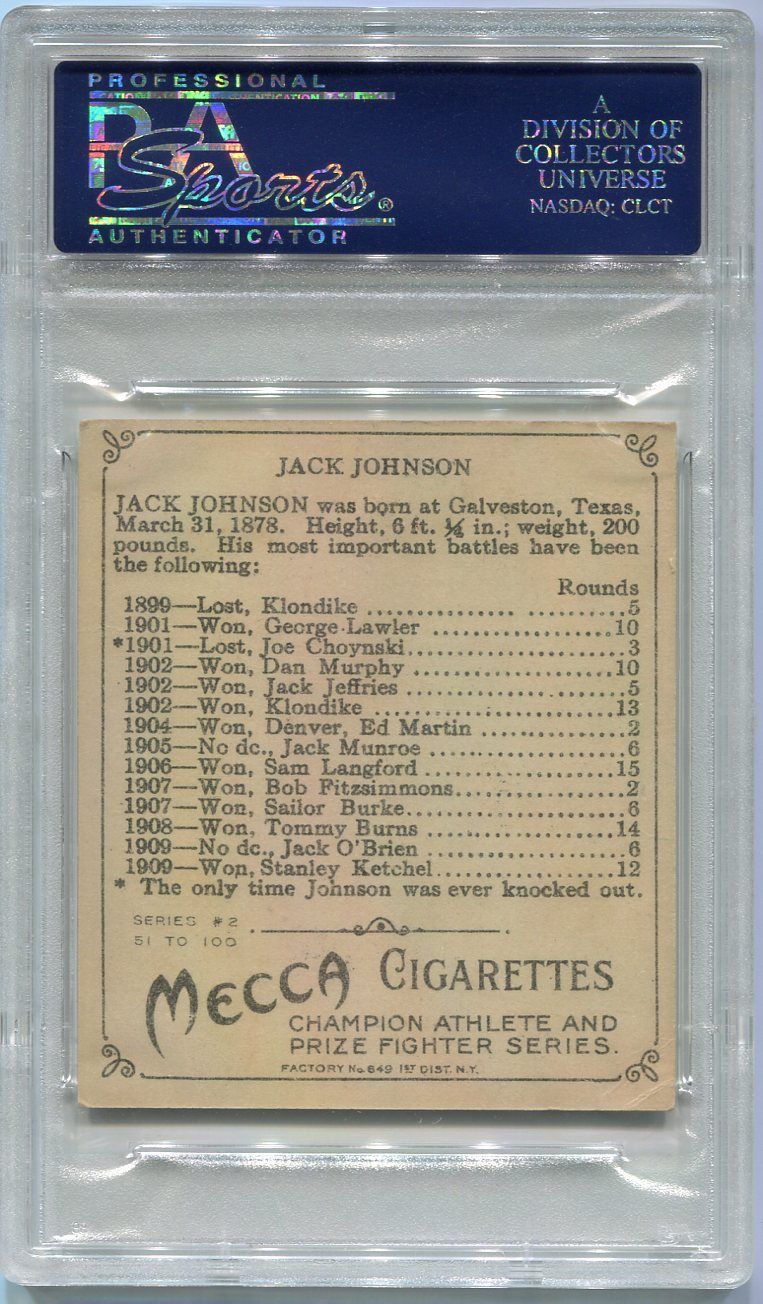 PROFESSIONAL
PSA
Sports®
AUTHENTICATOR
A
DIVISION OF
COLLECTORS
UNIVERSE
NASDAQ: CLCT
JACK JOHNSON
JACK JOHNSON was born at Galveston, Texas,
March 31, 1878. Height, 6 ft. ¼ in.; weight, 200
pounds. His most important battles have been
the following:
Rounds
1899—Lost, Klondike ........................ 5
1901—Won, George Lawler ....................10
*1901—Lost, Joe Choynski.....................3
1902—Won, Dan Murphy ....................10
1902—Won, Jack Jeffries ....................5
1902—Won, Klondike ........................13
1904—Won, Denver, Ed Martin ..............2
1905—No dc., Jack Munroe ..................6
1906—Won, Sam Langford ..................15
1907—Won, Bob Fitzsimmons................2
1907—Won, Sailor Burke.....................6
1908—Won, Tommy Burns ..................14
1909—No dc., Jack O'Brien ..................6
1909—Won, Stanley Ketchel.................12
* The only time Johnson was ever knocked out.
SERIES #2
51 TO 100
MECCA CIGARETTES
CHAMPION ATHLETE AND
PRIZE FIGHTER SERIES.
FACTORY No. 649 1ST DIST. N.Y.